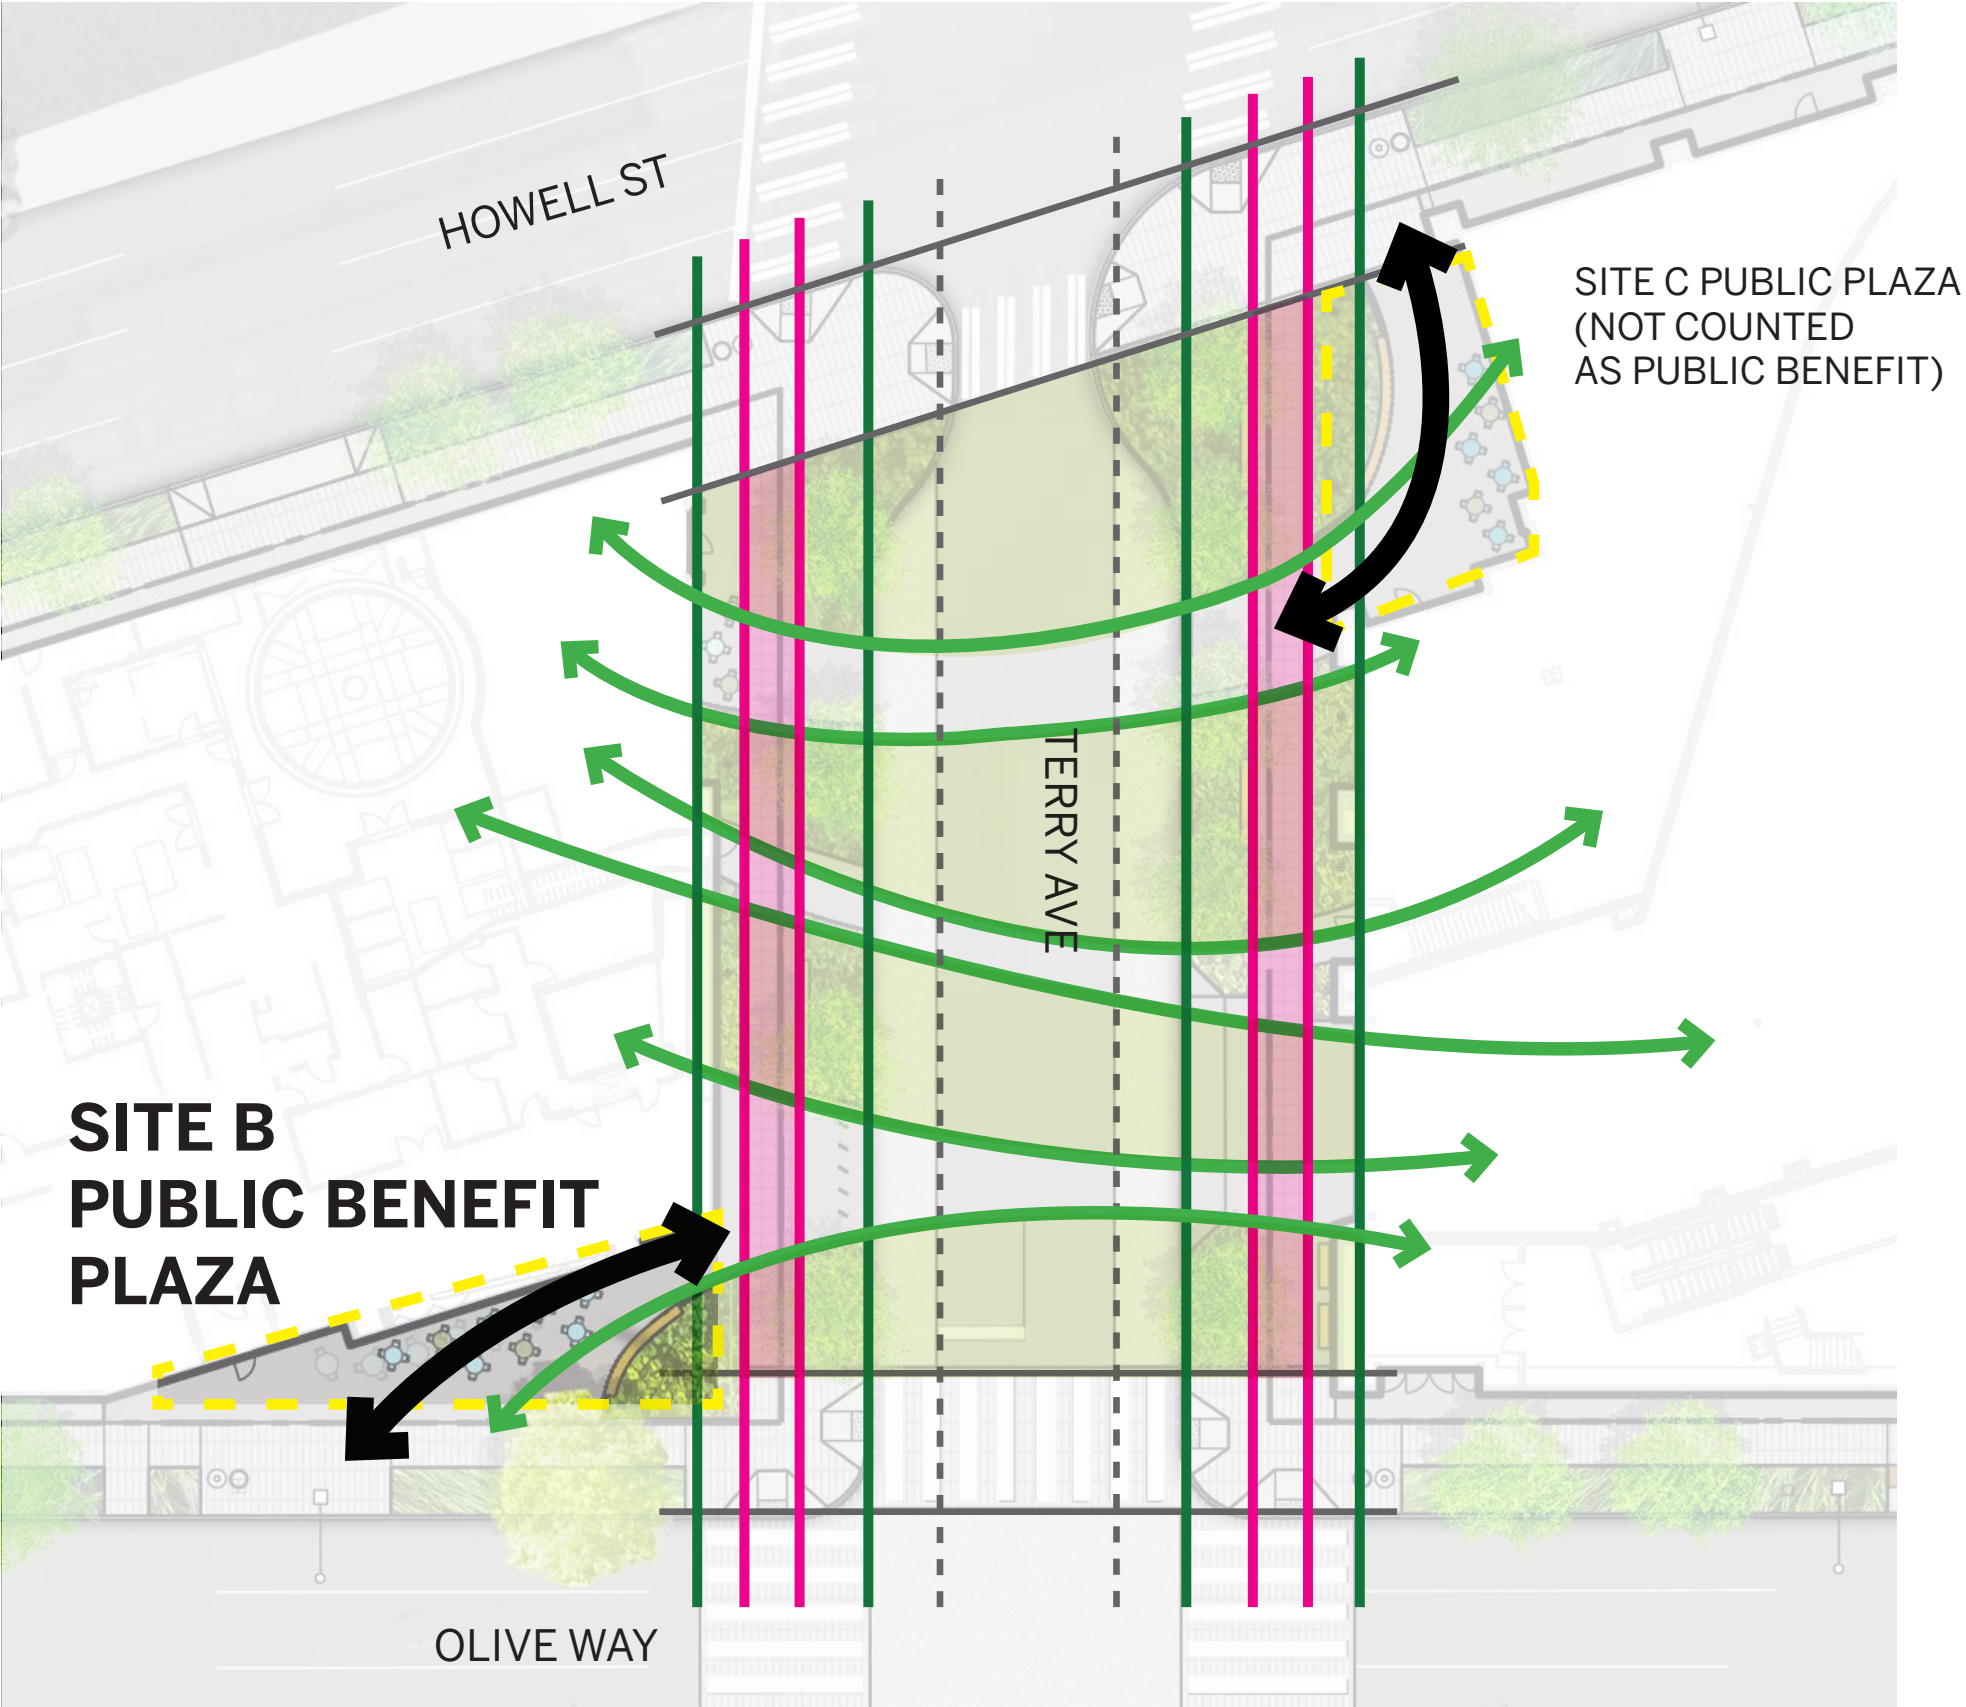 HOWELL ST
SITE C PUBLIC PLAZA
(NOT COUNTED
AS PUBLIC BENEFIT)
TERRY AVE
SITE B
PUBLIC BENEFIT
PLAZA
OLIVE WAY